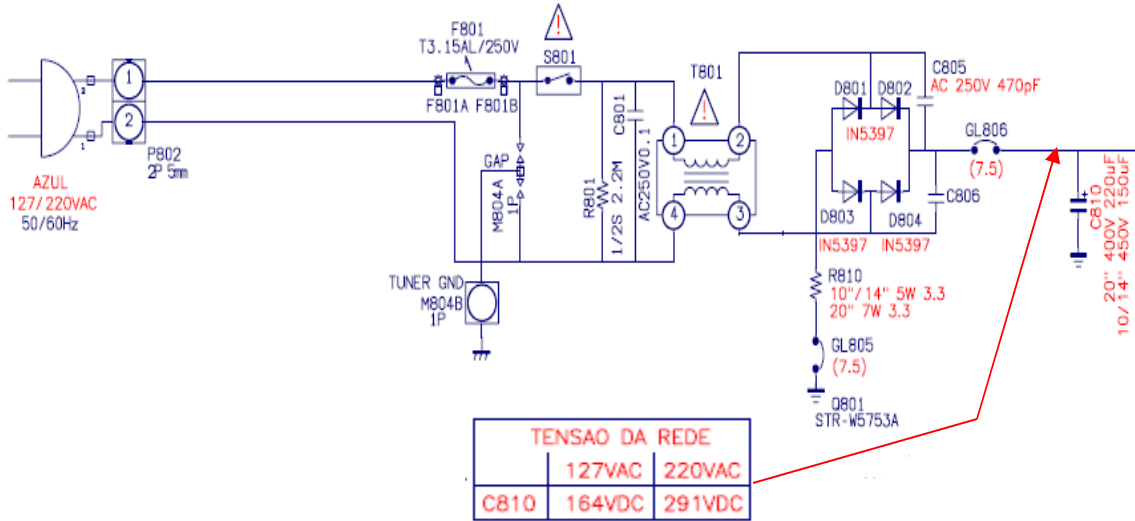 F801
T3.15AL/250V
F801A F801B
S801
T801
1
2
2
1
P802
2P 5mm
AZUL
127/220VAC
50/60Hz
GAP
M804A
1P
TUNER GND
M804B
1P
R801
1/2S 2.2M
C801
AC250V0.1
1
2
4
3
D801
D802
IN5397
D803
D804
IN5397
IN5397
C805
AC 250V 470pF
C806
GL806
(7.5)
C810
20" 400V 220uF
10/14" 450V 150uF
R810
10"/14" 5W 3.3
20" 7W 3.3
GL805
(7.5)
Q801
STR-W5753A
TENSAO DA REDE
127VAC 220VAC
C810 164VDC 291VDC